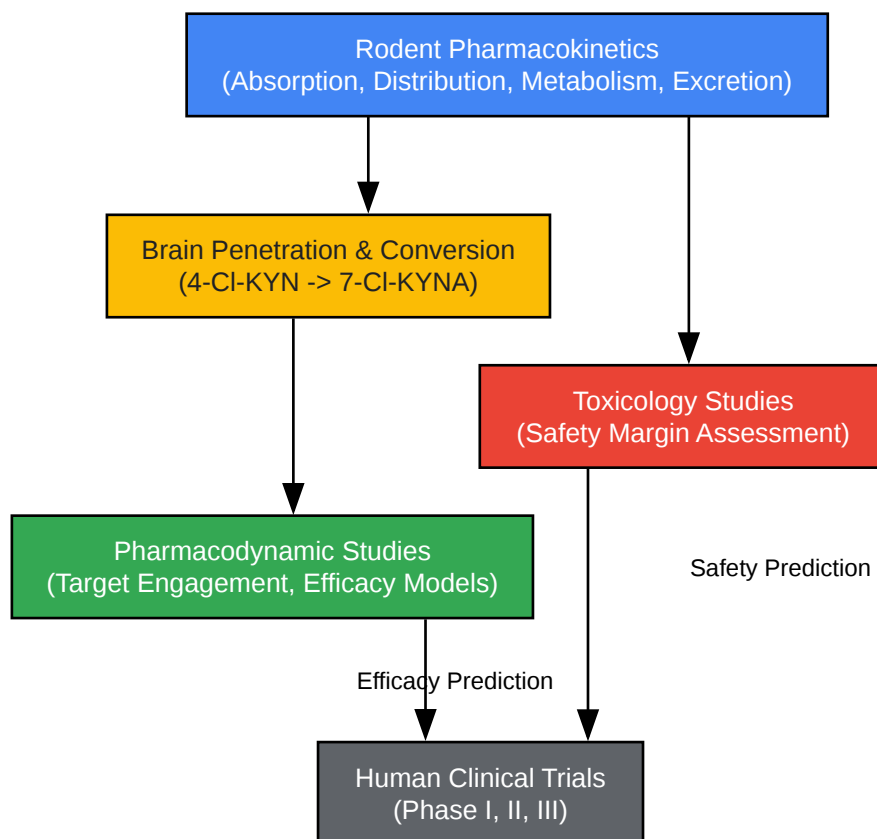 Rodent Pharmacokinetics
(Absorption, Distribution, Metabolism, Excretion)
Brain Penetration & Conversion
(4-Cl-KYN -> 7-Cl-KYNA)
Toxicology Studies
(Safety Margin Assessment)
Pharmacodynamic Studies
(Target Engagement, Efficacy Models)
Safety Prediction
Efficacy Prediction
Human Clinical Trials
(Phase I, II, III)